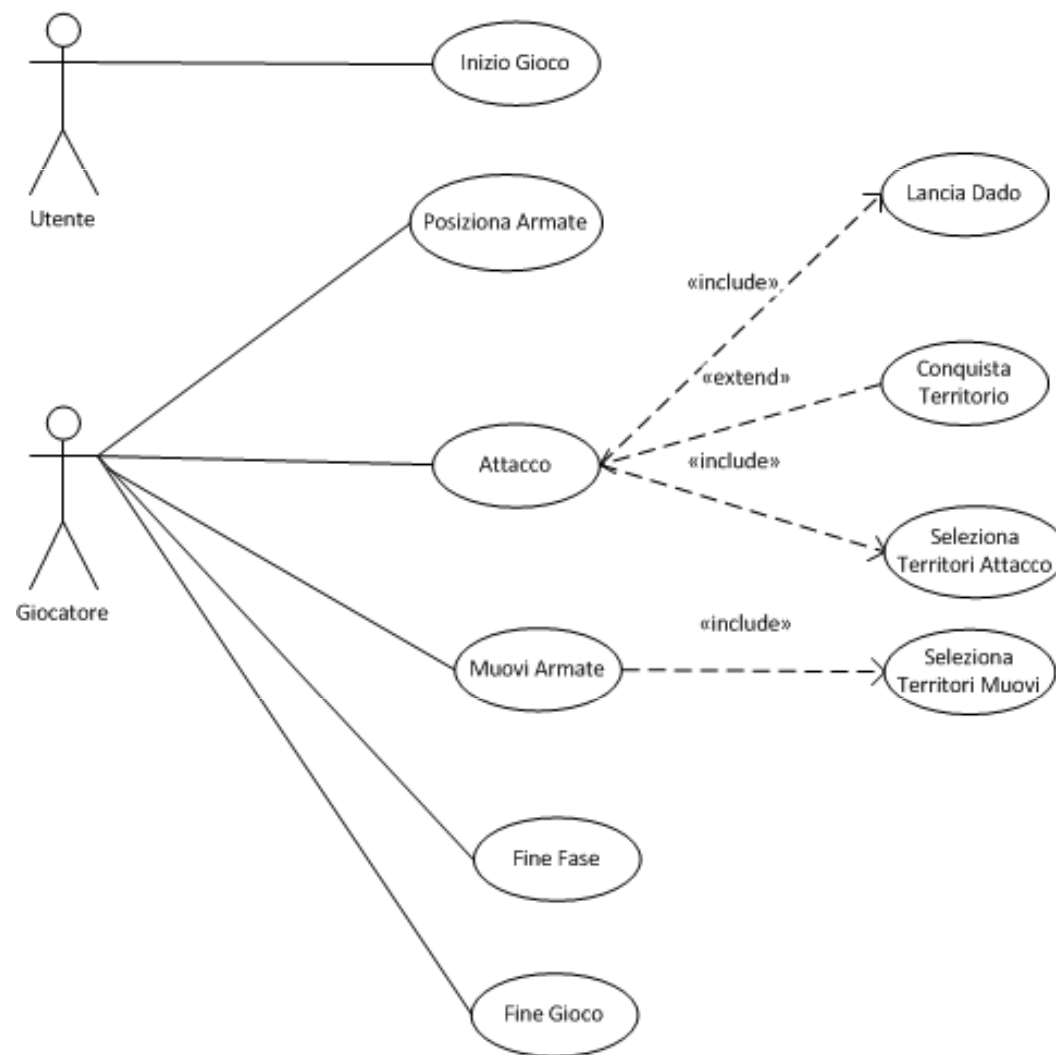 Inizio Gioco
Utente
Posiziona Armate
Lancia Dado
«include»
«extend»
Conquista
Territorio
Attacco
«include»
Seleziona
Territori Attacco
Giocatore
«include»
Muovi Armate
Seleziona
Territori Muovi
Fine Fase
Fine Gioco